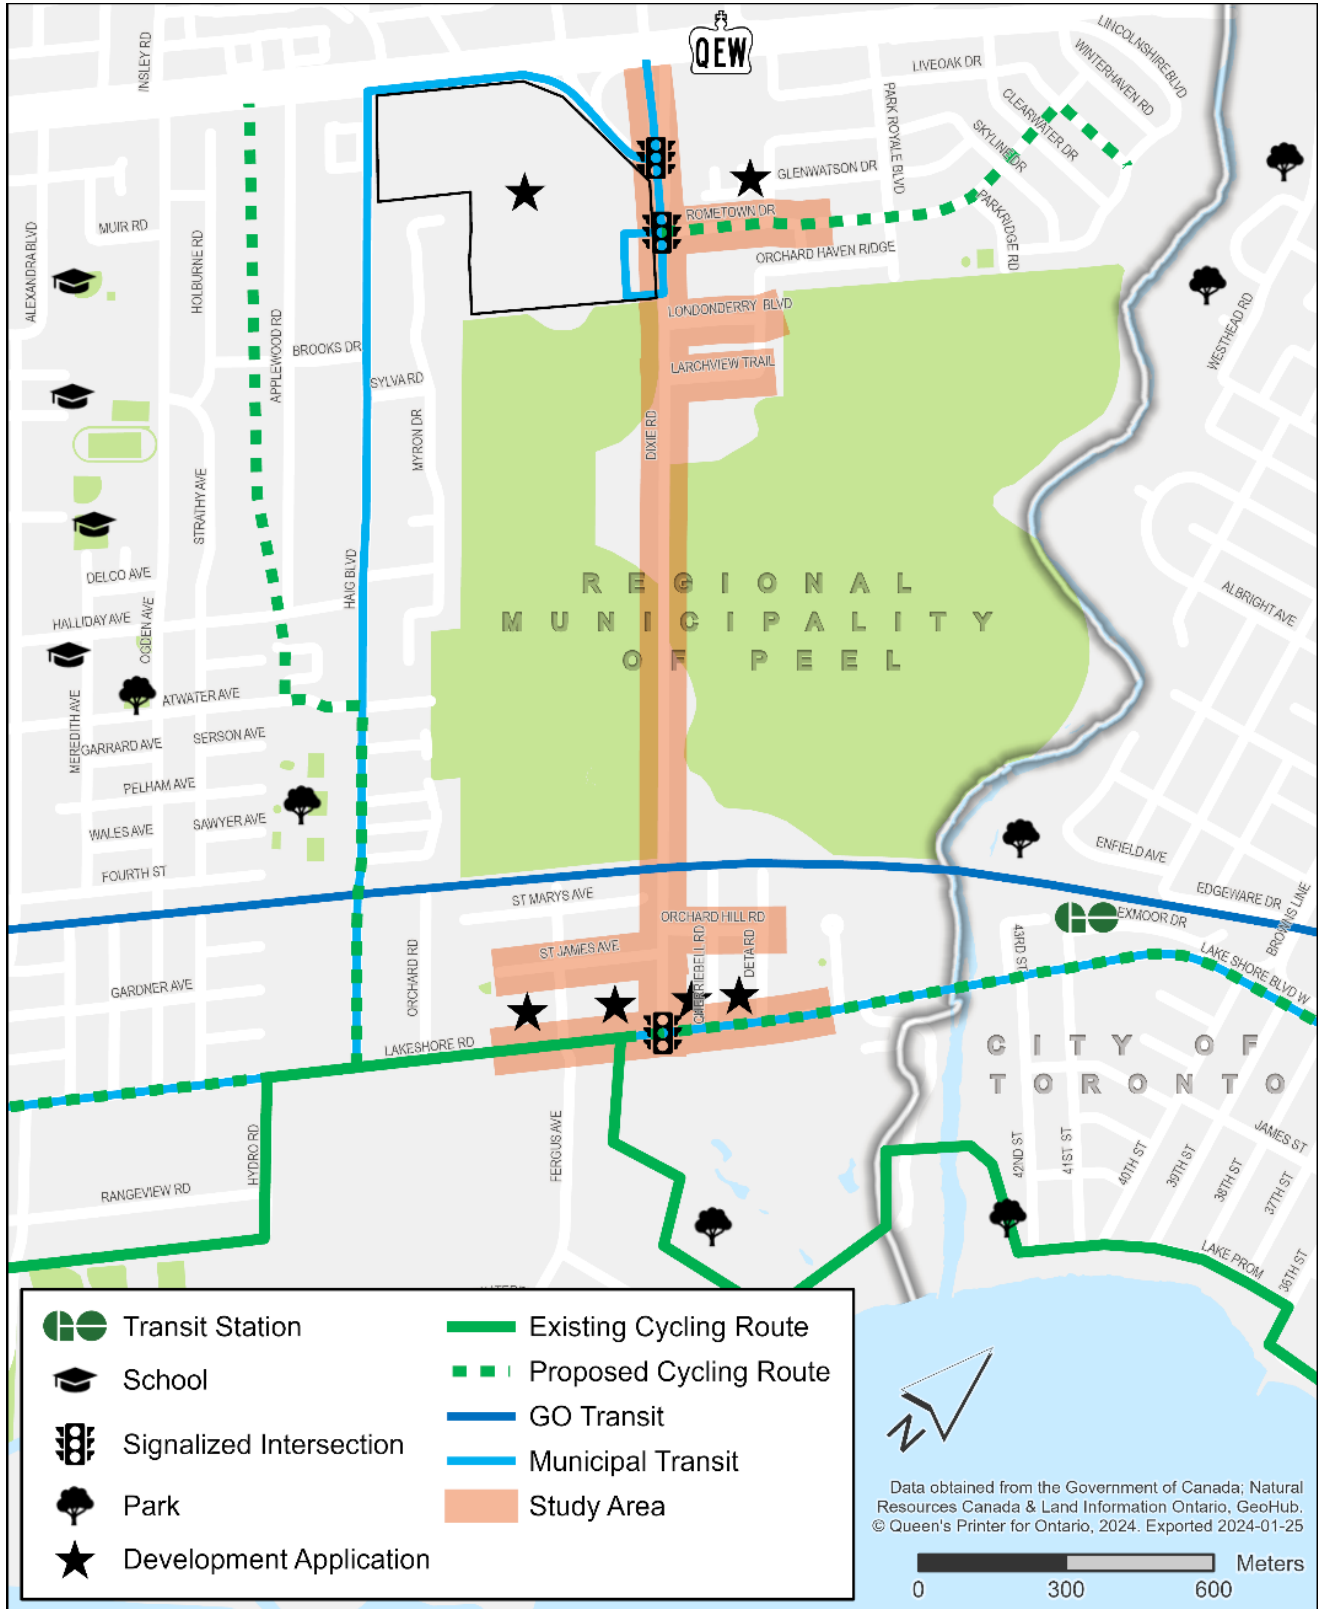 QEW
LINCOLNSHIRE BLVD
WINTERHAVEN RD
INSLEY RD
LIVEOAK DR
PARK ROYALE BLVD
CLEARWATER DR
SKYLINE DR
GLENWATSON DR
ROMETOWN DR
PARKRIDGE RD
ORCHARD HAVEN RIDGE
MUIR RD
ALEXANDRA BLVD
HOLBURNE RD
APPLEWOOD RD
LONDONDERRY BLVD
WESTHEAD RD
BROOKS DR
SYLVA RD
LARCHVIEW TRAIL
MYRON DR
DIXIE RD
STRATHY AVE
HAIG BLVD
DELCO AVE
HALLIDAY AVE
OGDEN AVE
REGIONAL
MUNICIPALITY
OF PEEL
ALBRIGHT AVE
MEREDITH AVE
ATWATER AVE
GARRARD AVE
SERSON AVE
PELHAM AVE
WALES AVE
SAWYER AVE
FOURTH ST
ENFIELD AVE
EDGEWARE DR
BROWNS LINE
ST MARYS AVE
ORCHARD HILL RD
EXMOOR DR
43RD ST
ST JAMES AVE
CHERRIEBELL RD
DETA RD
LAKE SHORE BLVD W
ORCHARD RD
GARDNER AVE
LAKESHORE RD
CITY OF
TORONTO
HYDRO RD
FERGUS AVE
42ND ST
41ST ST
40TH ST
39TH ST
38TH ST
37TH ST
36TH ST
JAMES ST
RANGEVIEW RD
LAKE PROM
Transit Station
School
Signalized Intersection
Park
Development Application
Existing Cycling Route
Proposed Cycling Route
GO Transit
Municipal Transit
Study Area
N
Data obtained from the Government of Canada; Natural
Resources Canada & Land Information Ontario, GeoHub.
© Queen's Printer for Ontario, 2024. Exported 2024-01-25
Meters
0 300 600